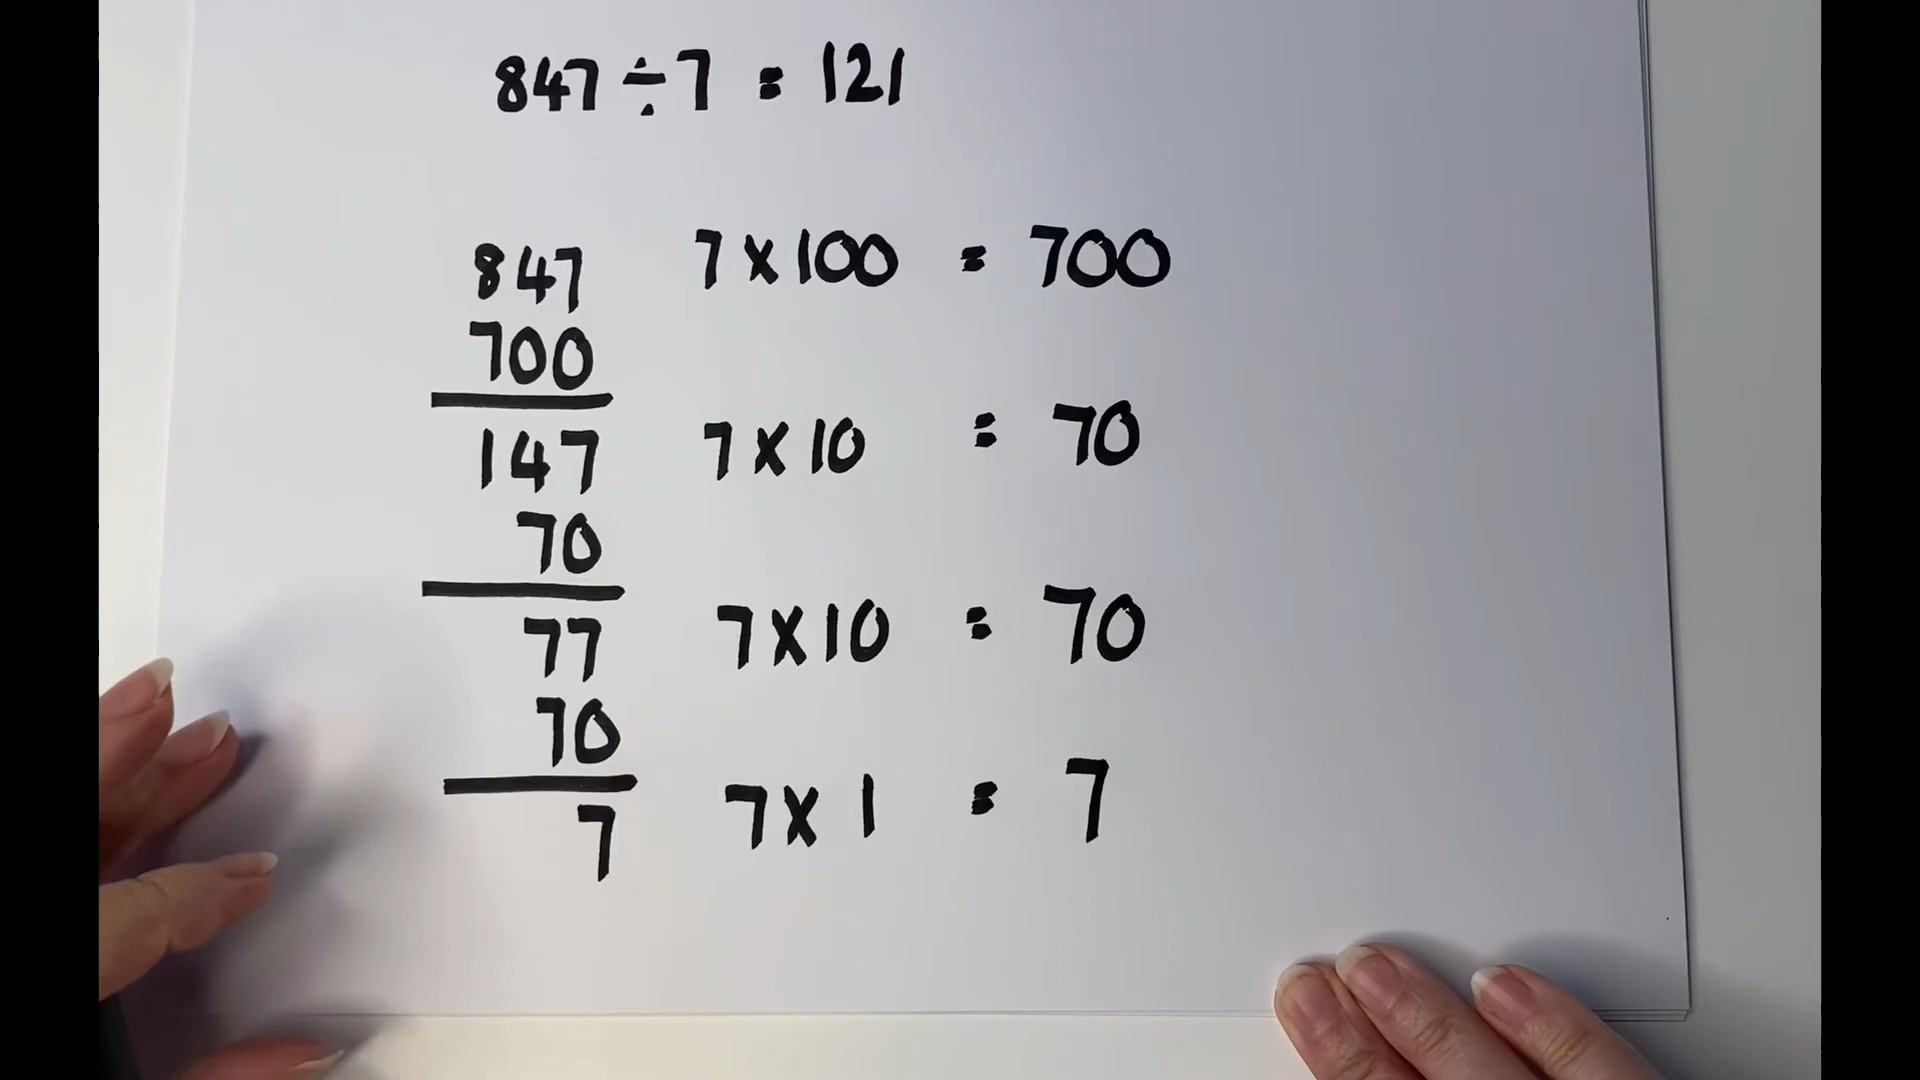 847 ÷ 7 = 121
847 7 x 100 = 700
700
147 7 x 10 = 70
70
77 7 x 10 = 70
70
7 7 x 1 = 7